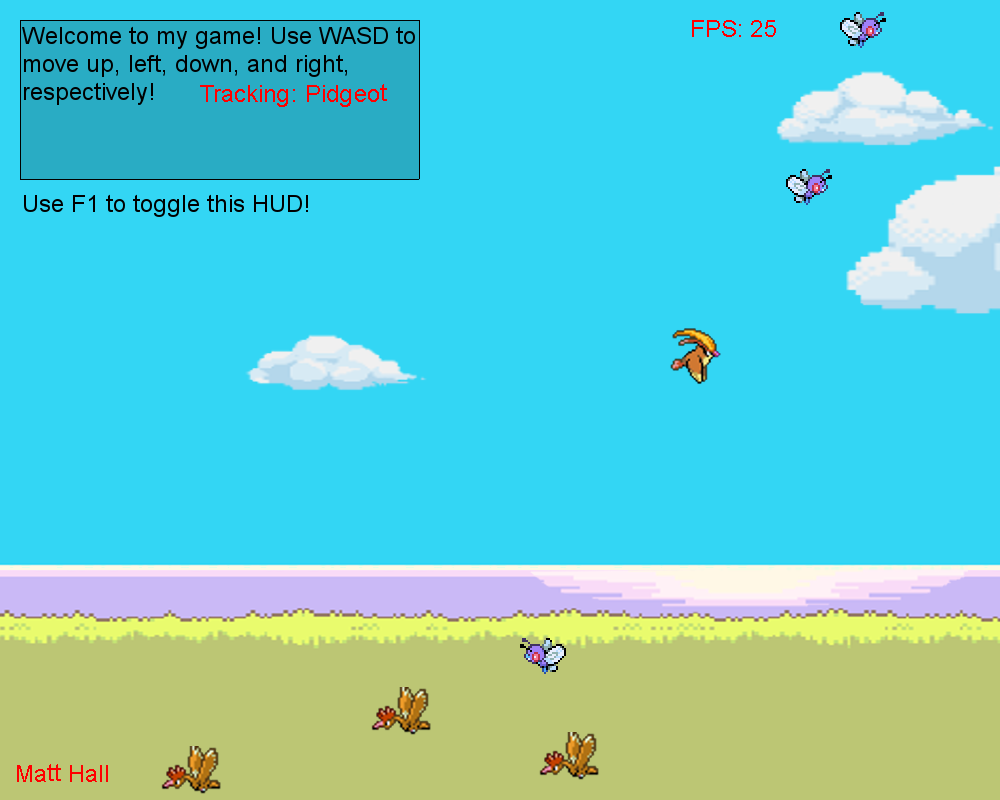 Welcome to my game! Use WASD to
move up, left, down, and right,
respectively!
Tracking: Pidgeot
Use F1 to toggle this HUD!
FPS: 25
Matt Hall